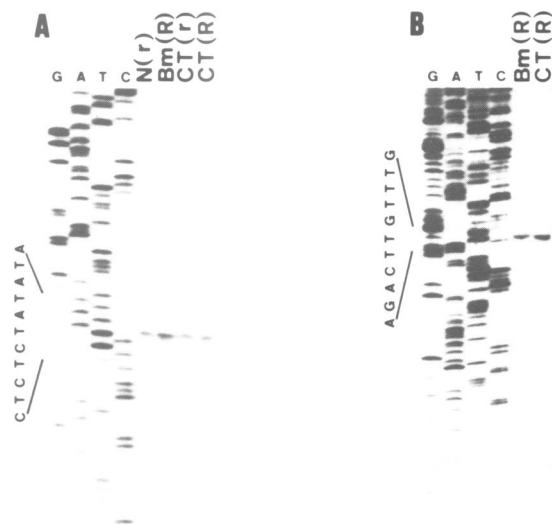 A
G A T C
N(r)
Bm(R)
CT(r)
CT(R)
CTCTCTATATA
B
G A T C
Bm(R)
CT(R)
AGACTTGTTTG